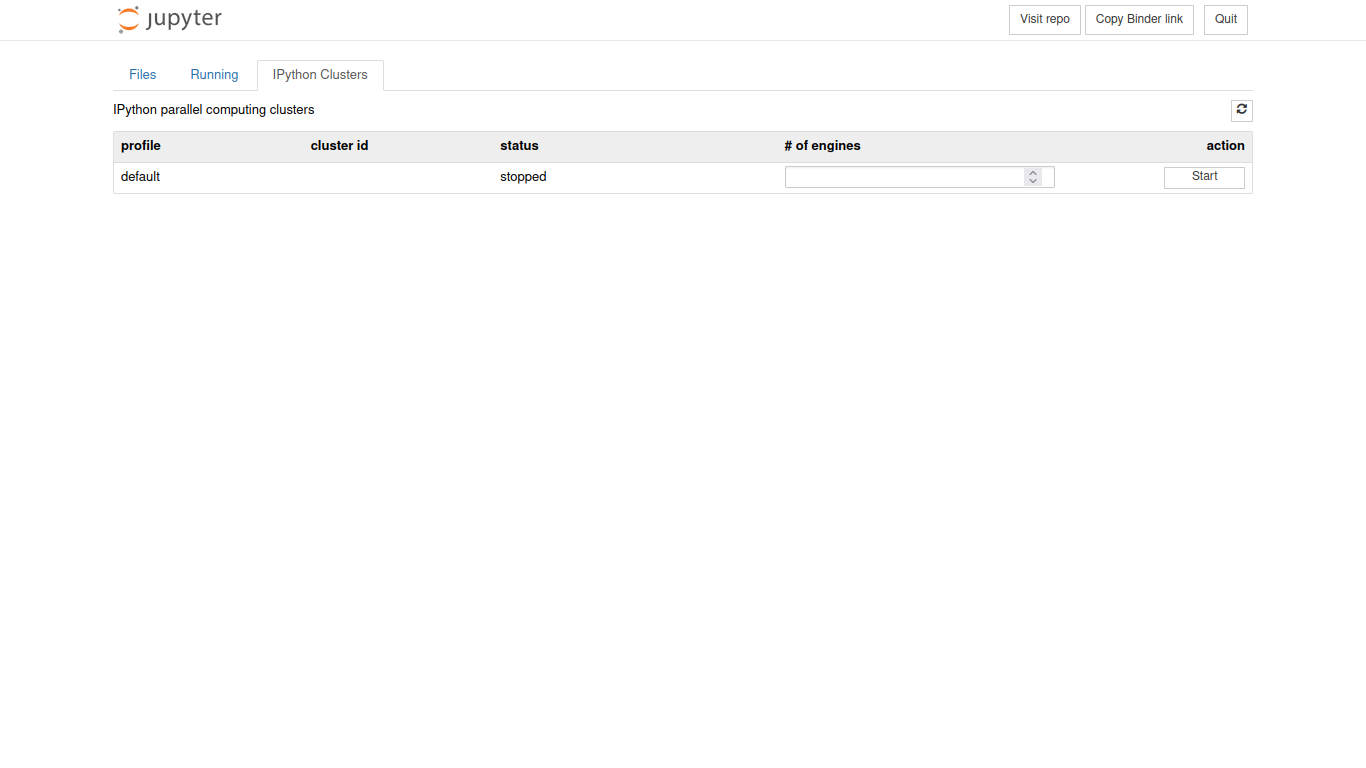 jupyter
Visit repo Copy Binder link Quit
Files Running IPython Clusters
IPython parallel computing clusters
profile cluster id status # of engines action
default stopped Start